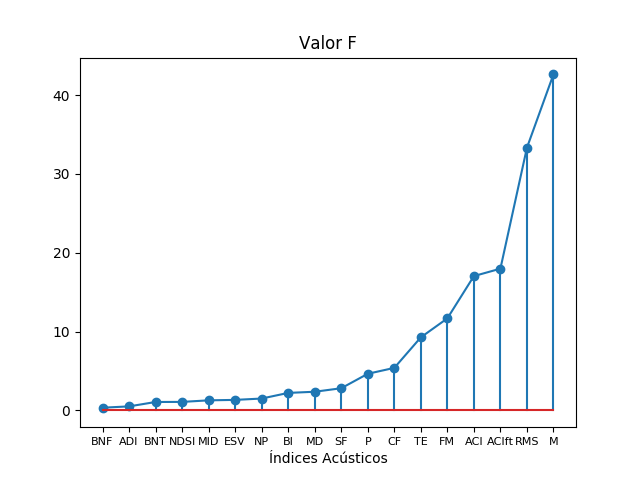 Valor F
40
30
20
10
0
BNF ADI BNT NDSI MID ESV NP BI MD SF P CF TE FM ACI ACIft RMS M
Índices Acústicos